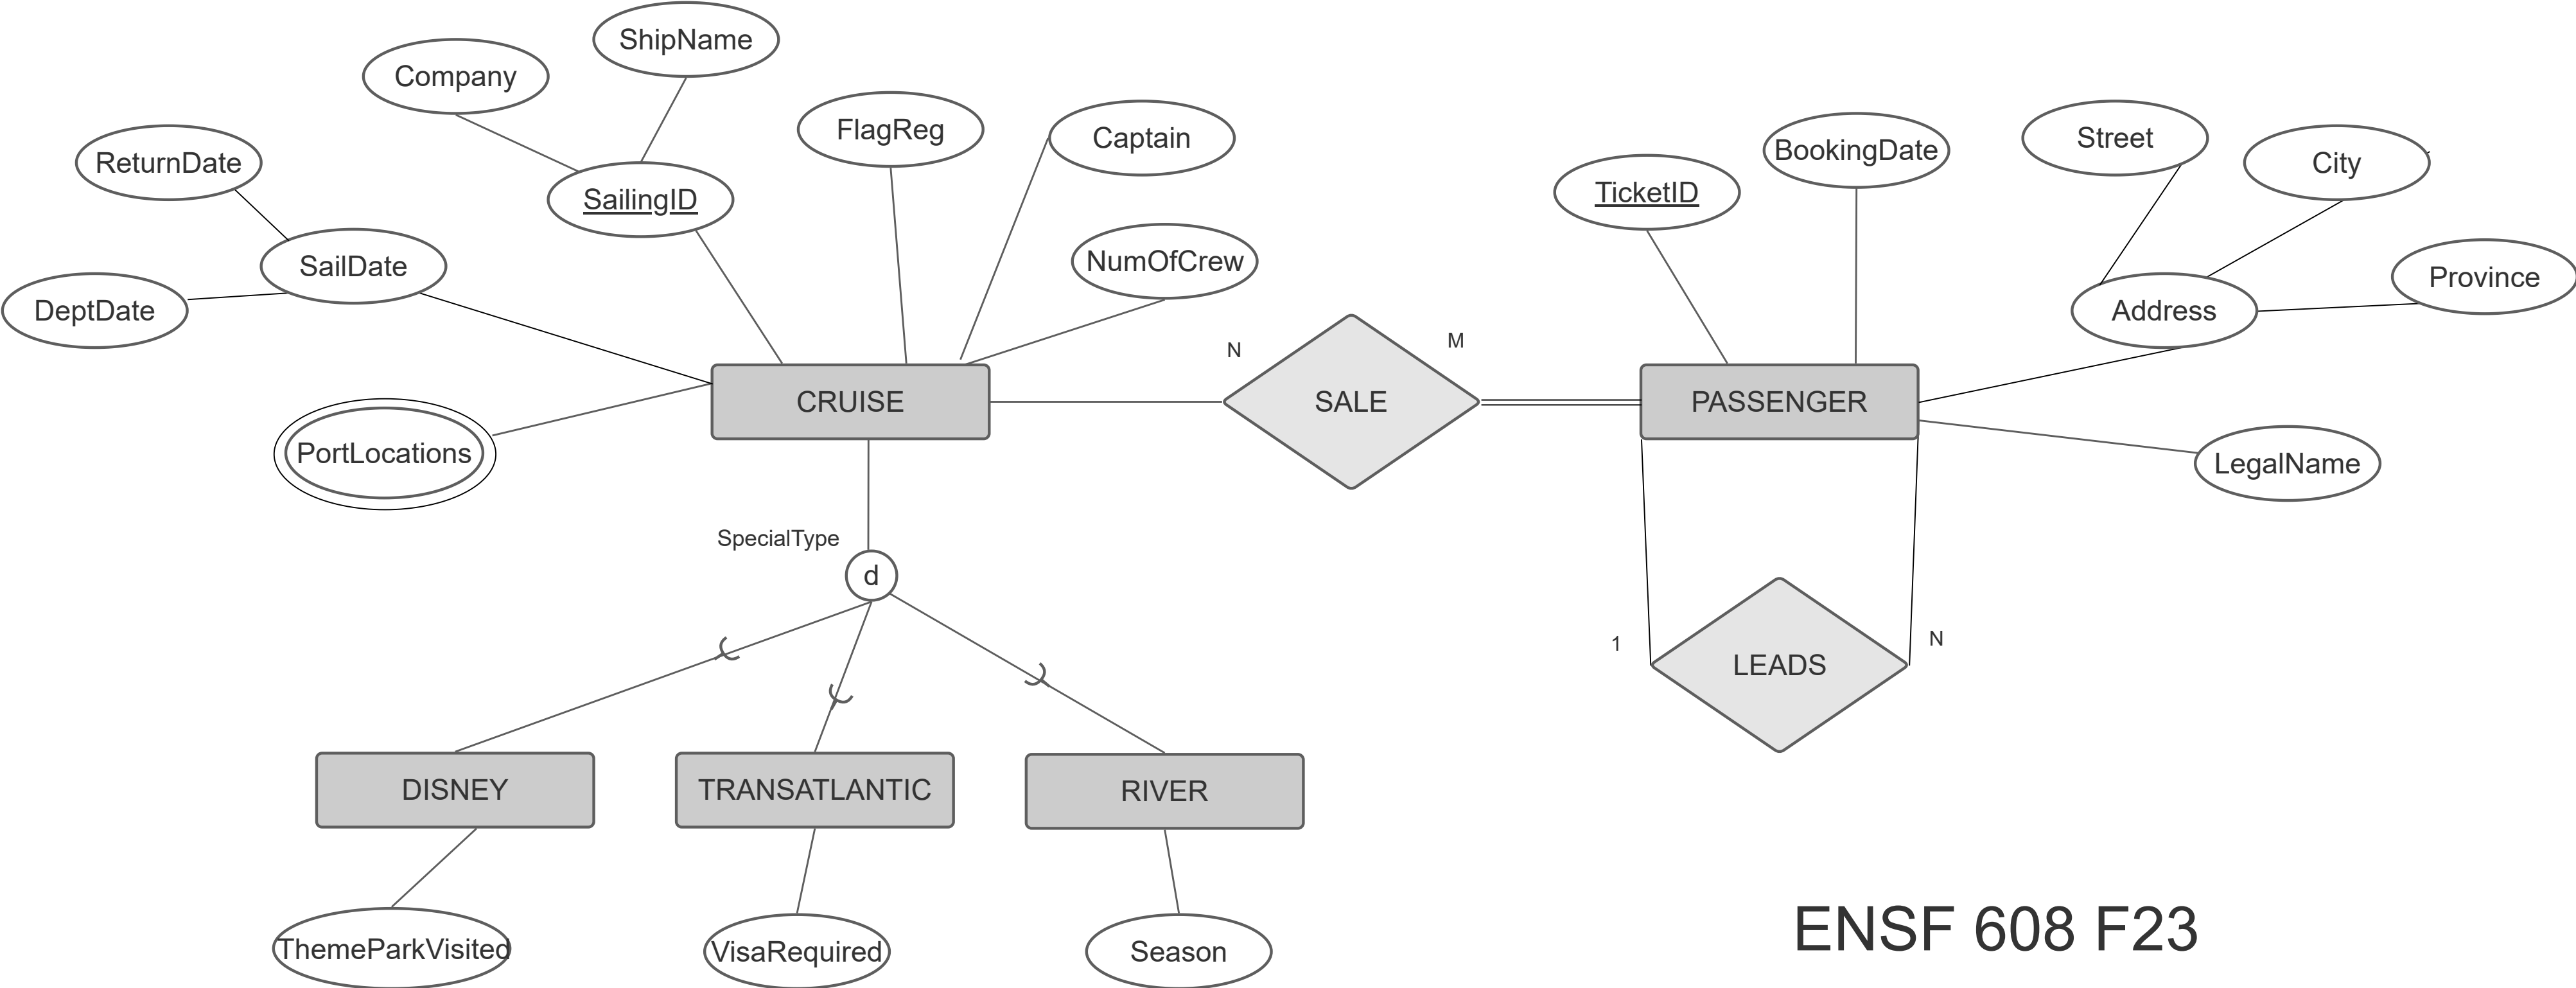 ShipName
Company
FlagReg
Captain
ReturnDate
SailingID
NumOfCrew
SailDate
DeptDate
PortLocations
CRUISE
N
SALE
M
TicketID
BookingDate
Street
City
Province
Address
PASSENGER
LegalName
SpecialType
d
1
LEADS
N
DISNEY
TRANSATLANTIC
RIVER
ThemeParkVisited
VisaRequired
Season
ENSF 608 F23